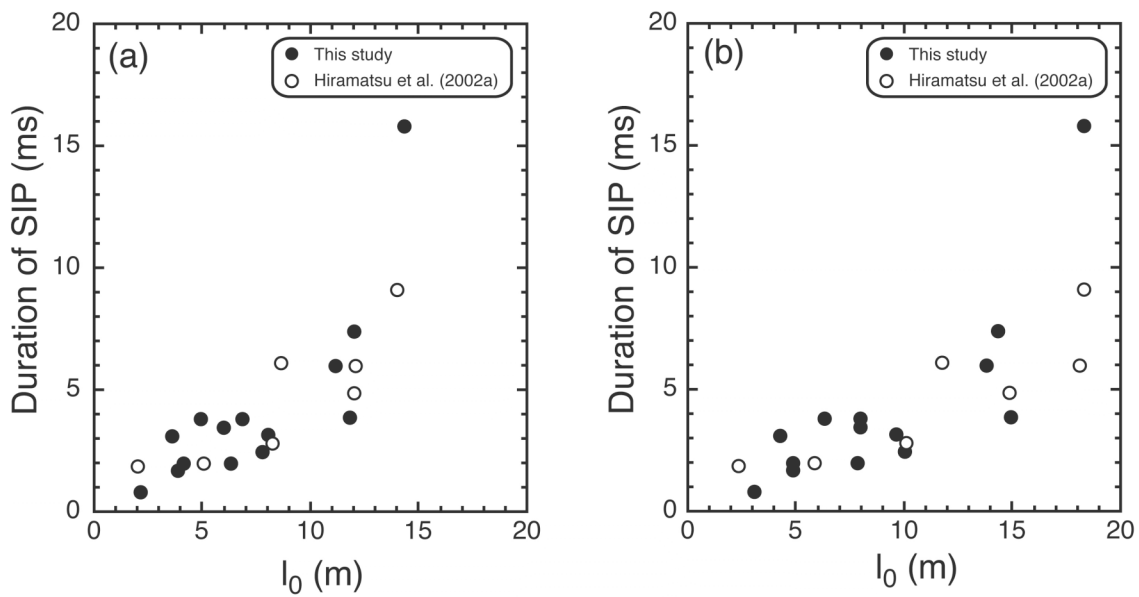 (a)
This study
Hiramatsu et al. (2002a)
Duration of SIP (ms)
20
15
10
5
0
0 5 10 15 20
l₀ (m)
(b)
This study
Hiramatsu et al. (2002a)
Duration of SIP (ms)
20
15
10
5
0
0 5 10 15 20
l₀ (m)